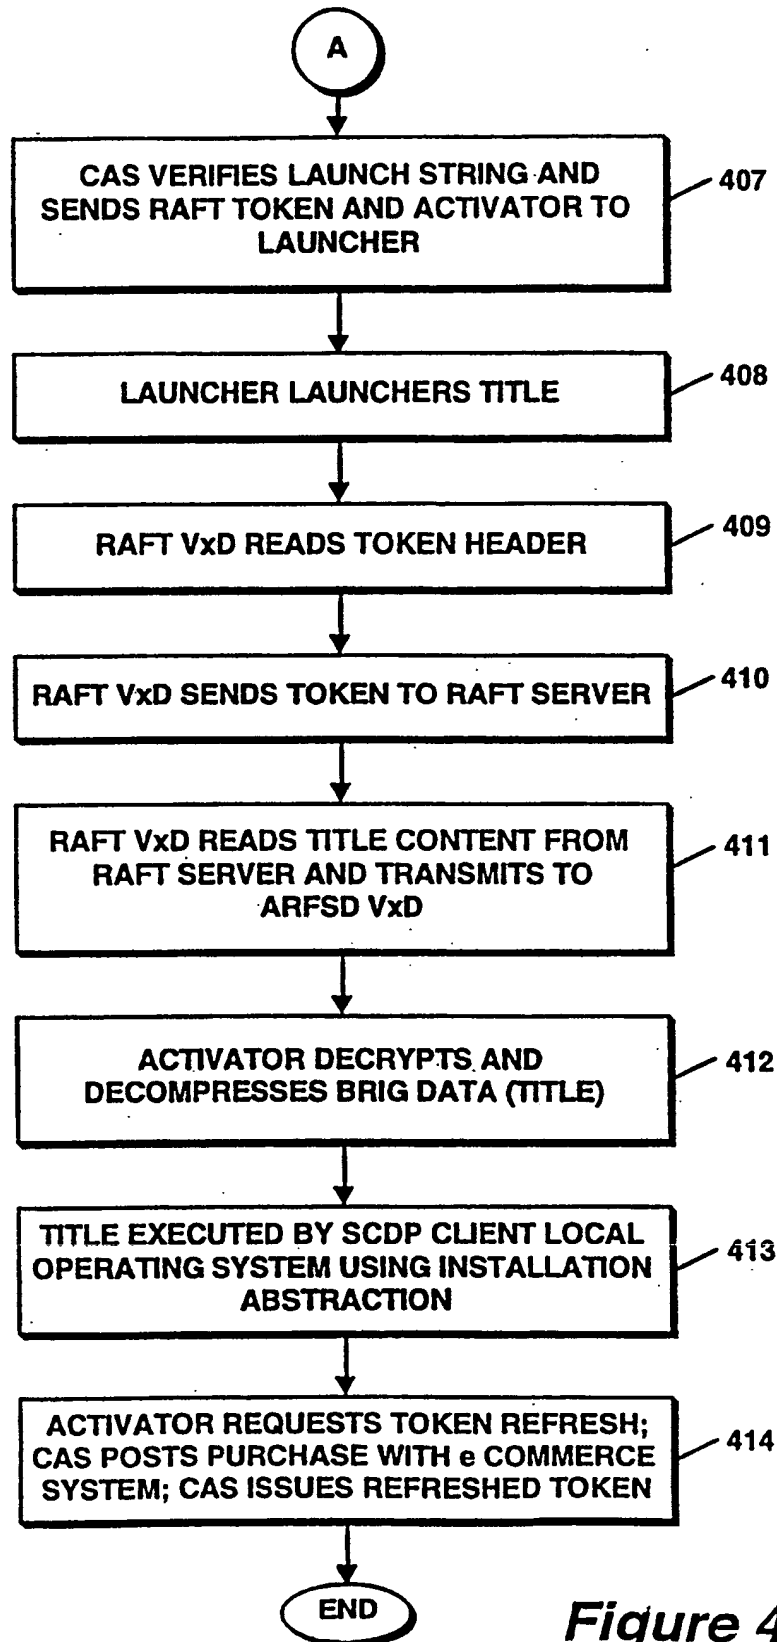 A
CAS VERIFIES LAUNCH STRING AND
SENDS RAFT TOKEN AND ACTIVATOR TO
LAUNCHER
407
LAUNCHER LAUNCHERS TITLE
408
RAFT VxD READS TOKEN HEADER
409
RAFT VxD SENDS TOKEN TO RAFT SERVER
410
RAFT VxD READS TITLE CONTENT FROM
RAFT SERVER AND TRANSMITS TO
ARFSD VxD
411
ACTIVATOR DECRYPTS AND
DECOMPRESSES BRIQ DATA (TITLE)
412
TITLE EXECUTED BY SCDP CLIENT LOCAL
OPERATING SYSTEM USING INSTALLATION
ABSTRACTION
413
ACTIVATOR REQUESTS TOKEN REFRESH;
CAS POSTS PURCHASE WITH e COMMERCE
SYSTEM; CAS ISSUES REFRESHED TOKEN
414
END
Figure 4